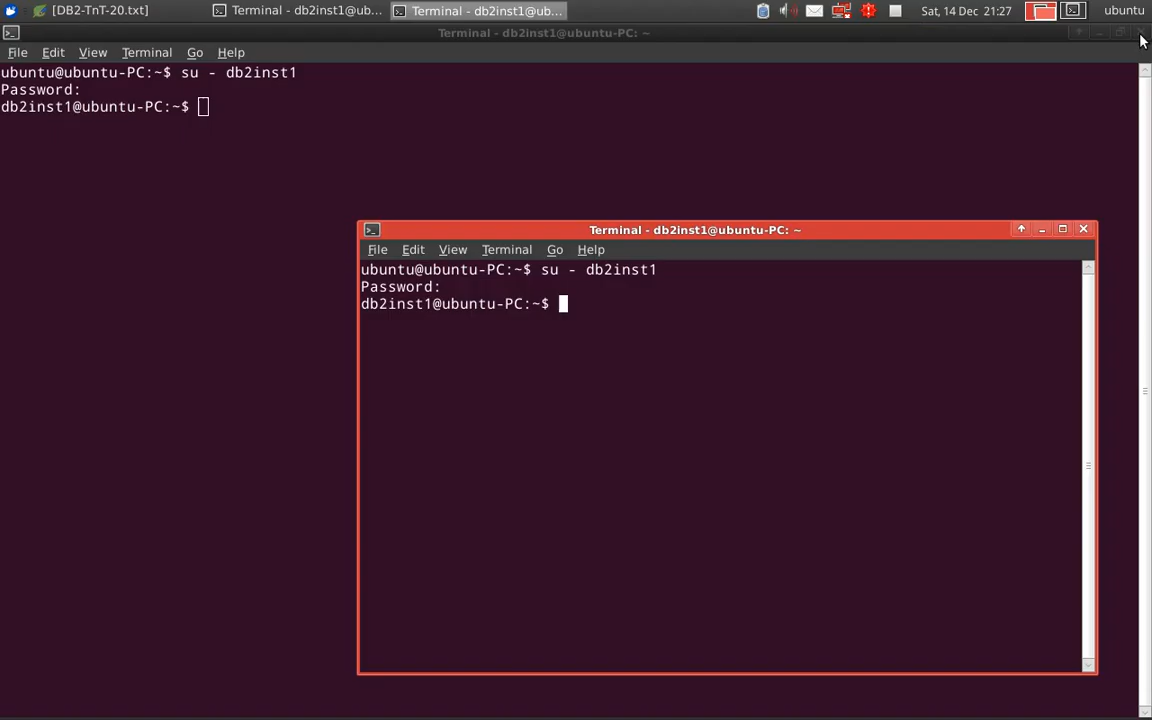 [DB2-TnT-20.txt] Terminal - db2inst1@ub... Terminal - db2inst1@ub... Sat, 14 Dec 21:27 ubuntu
Terminal - db2inst1@ubuntu-PC: ~
File Edit View Terminal Go Help
ubuntu@ubuntu-PC:~$ su - db2inst1
Password:
db2inst1@ubuntu-PC:~$
Terminal - db2inst1@ubuntu-PC: ~
File Edit View Terminal Go Help
ubuntu@ubuntu-PC:~$ su - db2inst1
Password:
db2inst1@ubuntu-PC:~$